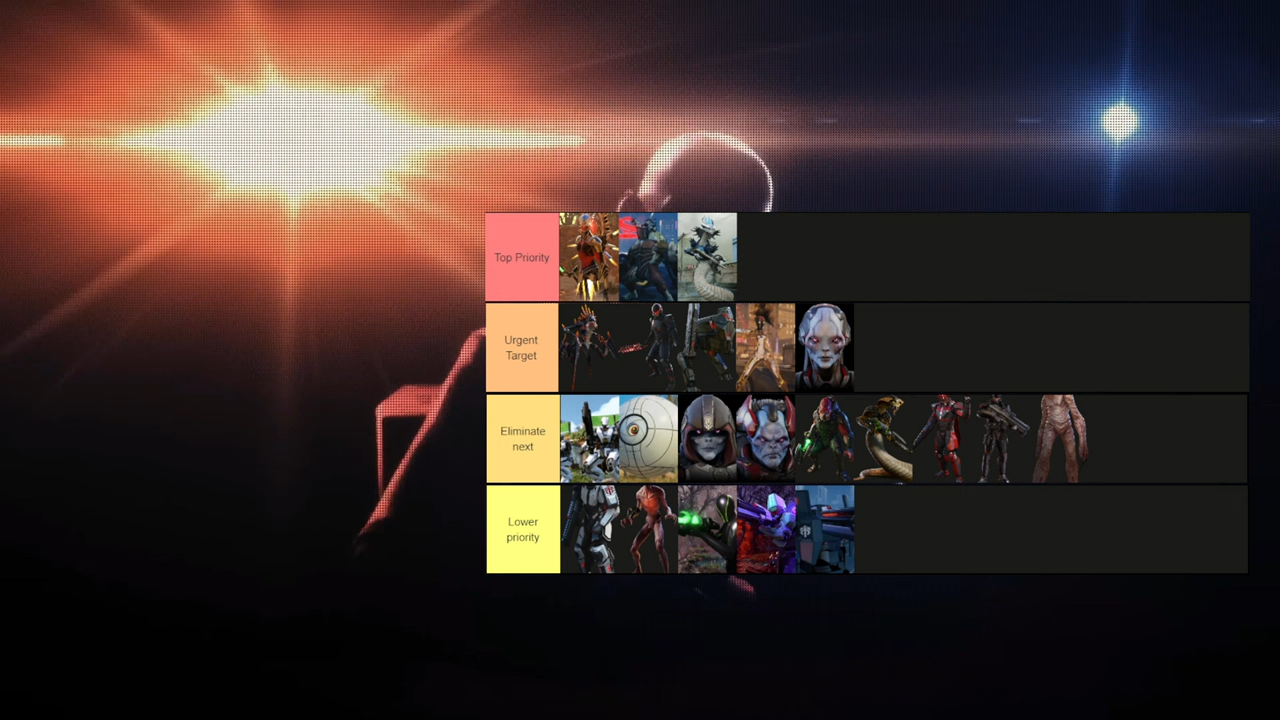 Top Priority
Urgent
Target
Eliminate
next
Lower
priority